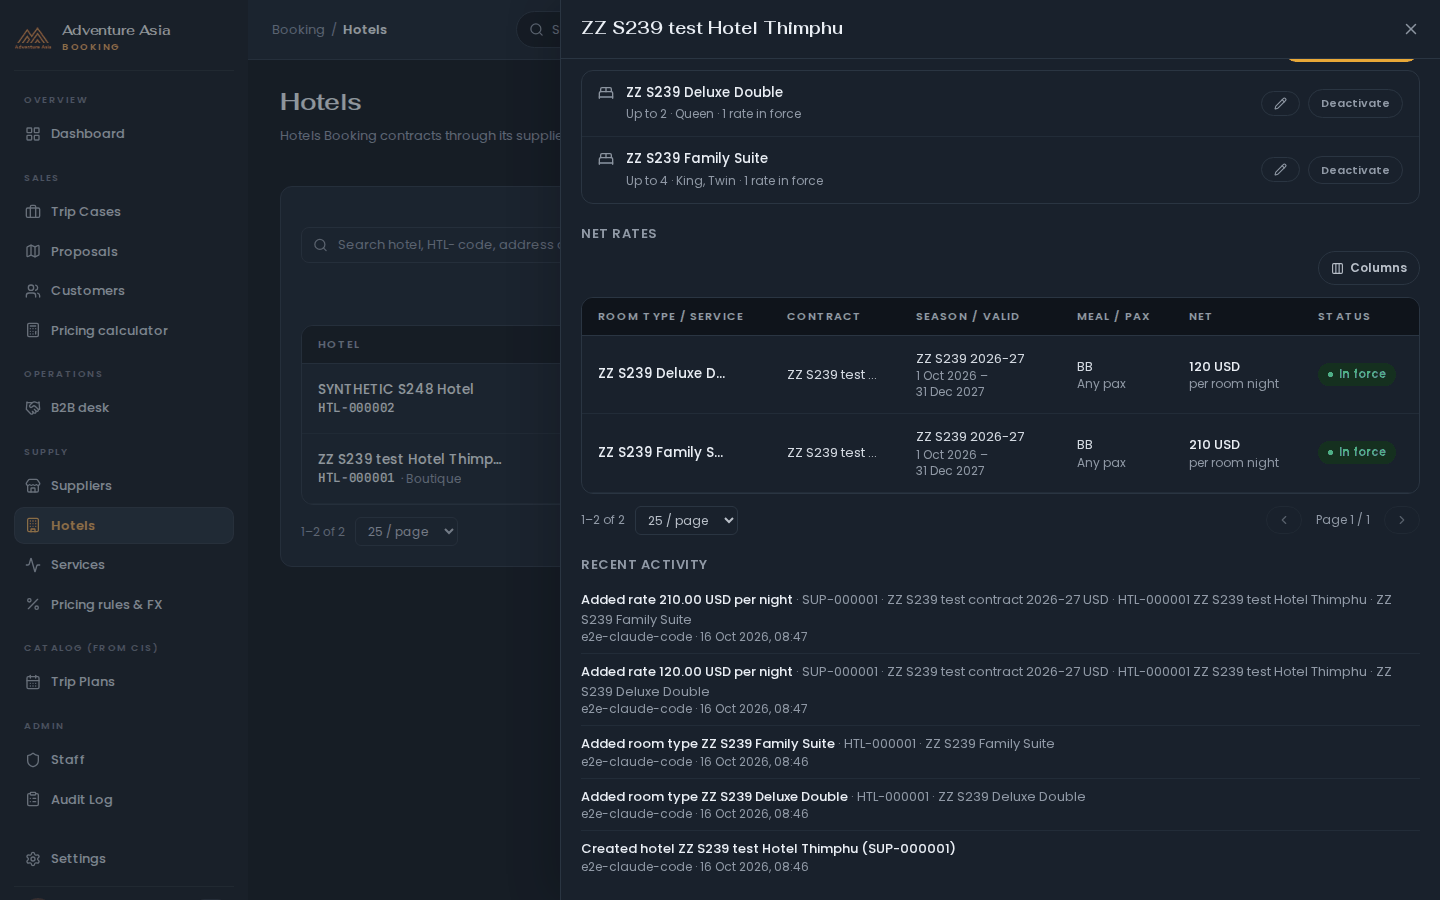 Adventure Asia
BOOKING
Adventure Asia
OVERVIEW
Dashboard
SALES
Trip Cases
Proposals
Customers
Pricing calculator
OPERATIONS
B2B desk
SUPPLY
Suppliers
Hotels
Services
Pricing rules & FX
CATALOG (FROM CIS)
Trip Plans
ADMIN
Staff
Audit Log
Settings
Booking / Hotels
S
Hotels
Hotels Booking contracts through its supplie
Search hotel, HTL- code, address o
HOTEL
SYNTHETIC S248 Hotel
HTL-000002
ZZ S239 test Hotel Thimp...
HTL-000001 · Boutique
1–2 of 2 25 / page
ZZ S239 test Hotel Thimphu
ZZ S239 Deluxe Double
Up to 2 · Queen · 1 rate in force
Deactivate
ZZ S239 Family Suite
Up to 4 · King, Twin · 1 rate in force
Deactivate
NET RATES
Columns
ROOM TYPE / SERVICE CONTRACT SEASON / VALID MEAL / PAX NET STATUS
ZZ S239 Deluxe D... ZZ S239 test ... ZZ S239 2026-27 BB 120 USD In force
1 Oct 2026 – Any pax per room night
31 Dec 2027
ZZ S239 Family S... ZZ S239 test ... ZZ S239 2026-27 BB 210 USD In force
1 Oct 2026 – Any pax per room night
31 Dec 2027
1–2 of 2 25 / page Page 1 / 1
RECENT ACTIVITY
Added rate 210.00 USD per night · SUP-000001 · ZZ S239 test contract 2026-27 USD · HTL-000001 ZZ S239 test Hotel Thimphu · ZZ
S239 Family Suite
e2e-claude-code · 16 Oct 2026, 08:47
Added rate 120.00 USD per night · SUP-000001 · ZZ S239 test contract 2026-27 USD · HTL-000001 ZZ S239 test Hotel Thimphu · ZZ
S239 Deluxe Double
e2e-claude-code · 16 Oct 2026, 08:47
Added room type ZZ S239 Family Suite · HTL-000001 · ZZ S239 Family Suite
e2e-claude-code · 16 Oct 2026, 08:46
Added room type ZZ S239 Deluxe Double · HTL-000001 · ZZ S239 Deluxe Double
e2e-claude-code · 16 Oct 2026, 08:46
Created hotel ZZ S239 test Hotel Thimphu (SUP-000001)
e2e-claude-code · 16 Oct 2026, 08:46